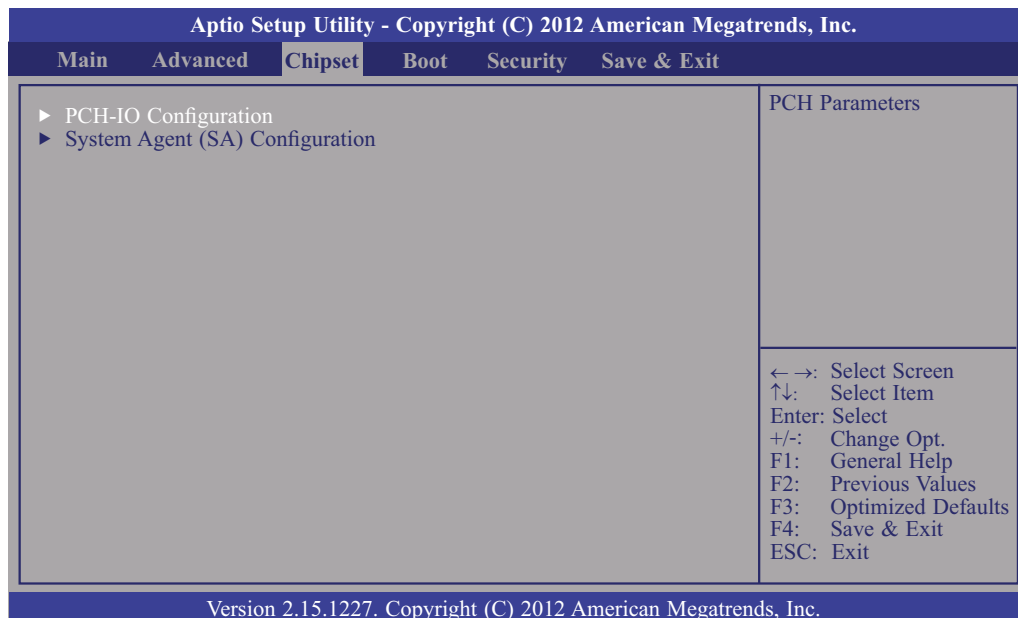 Aptio Setup Utility - Copyright (C) 2012 American Megatrends, Inc.
Main Advanced Chipset Boot Security Save & Exit
► PCH-IO Configuration
► System Agent (SA) Configuration
PCH Parameters
← →: Select Screen
↑↓: Select Item
Enter: Select
+/-: Change Opt.
F1: General Help
F2: Previous Values
F3: Optimized Defaults
F4: Save & Exit
ESC: Exit
Version 2.15.1227. Copyright (C) 2012 American Megatrends, Inc.